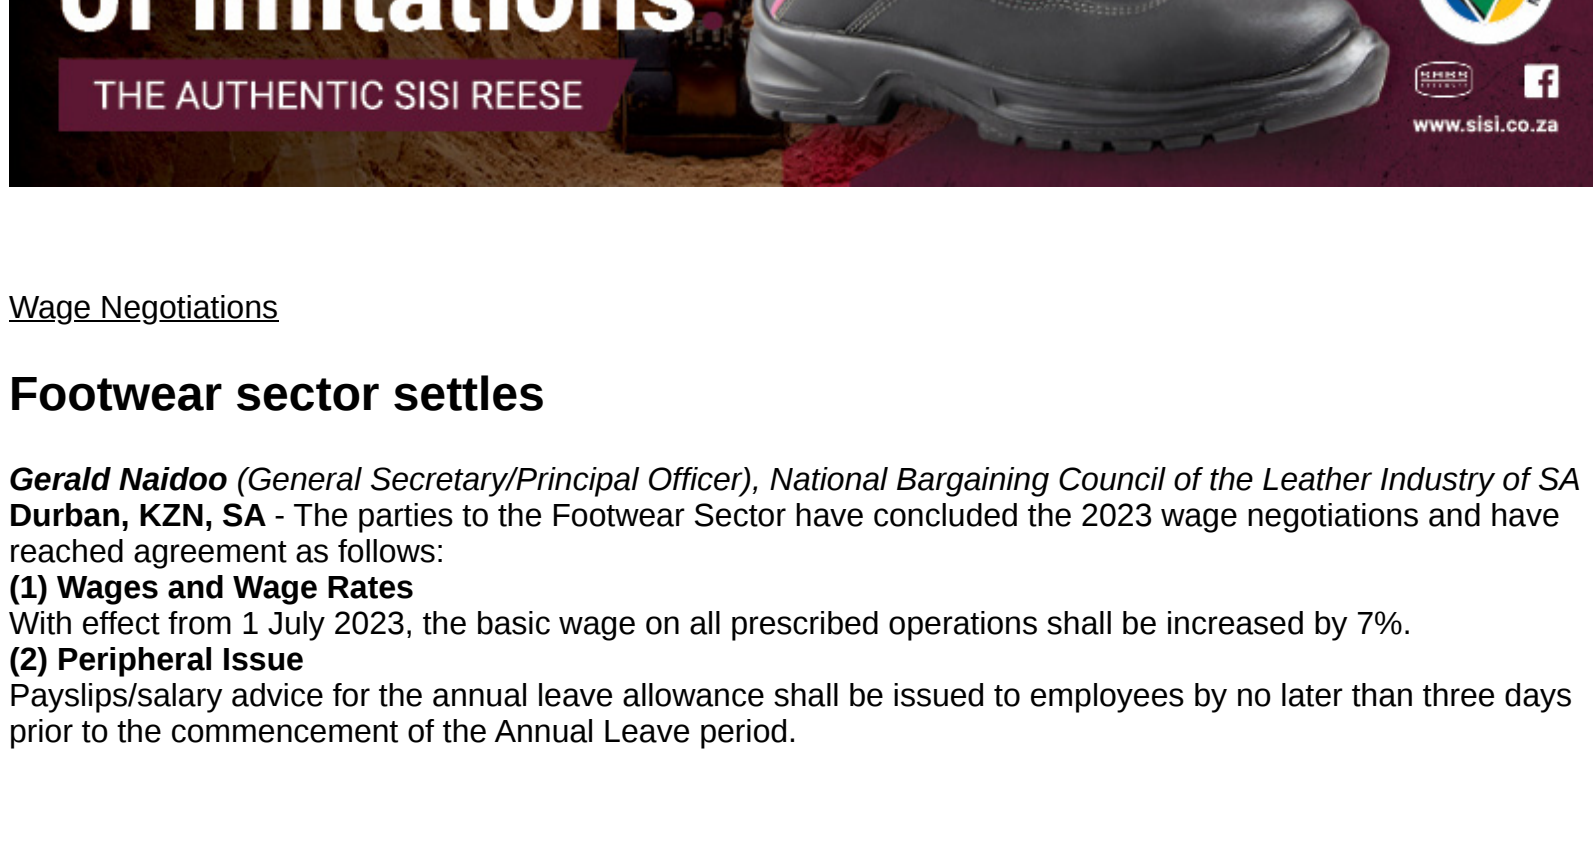 of imitations.
THE AUTHENTIC SISI REESE
SABS
www.sisi.co.za
Wage Negotiations
Footwear sector settles
Gerald Naidoo (General Secretary/Principal Officer), National Bargaining Council of the Leather Industry of SA
Durban, KZN, SA - The parties to the Footwear Sector have concluded the 2023 wage negotiations and have
reached agreement as follows:
(1) Wages and Wage Rates
With effect from 1 July 2023, the basic wage on all prescribed operations shall be increased by 7%.
(2) Peripheral Issue
Payslips/salary advice for the annual leave allowance shall be issued to employees by no later than three days
prior to the commencement of the Annual Leave period.